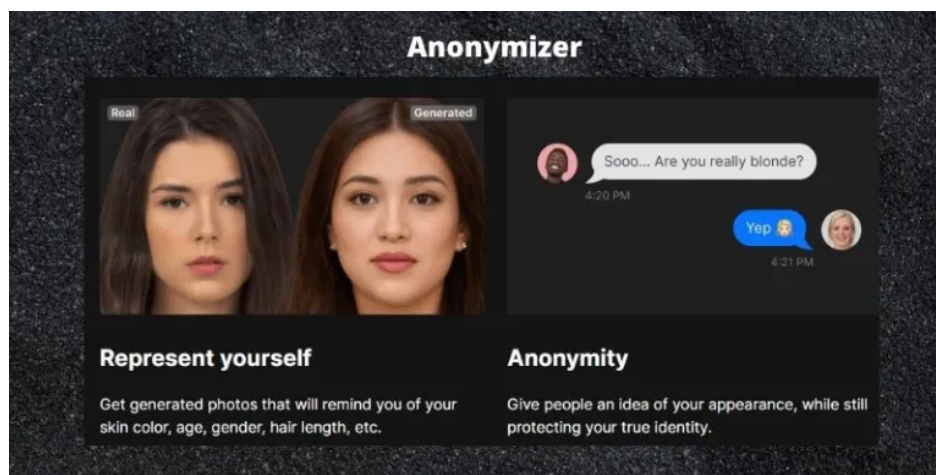 Anonymizer
Real
Generated
Sooo... Are you really blonde?
4:20 PM
Yep 👩🏼
4:21 PM
Represent yourself
Get generated photos that will remind you of your
skin color, age, gender, hair length, etc.
Anonymity
Give people an idea of your appearance, while still
protecting your true identity.